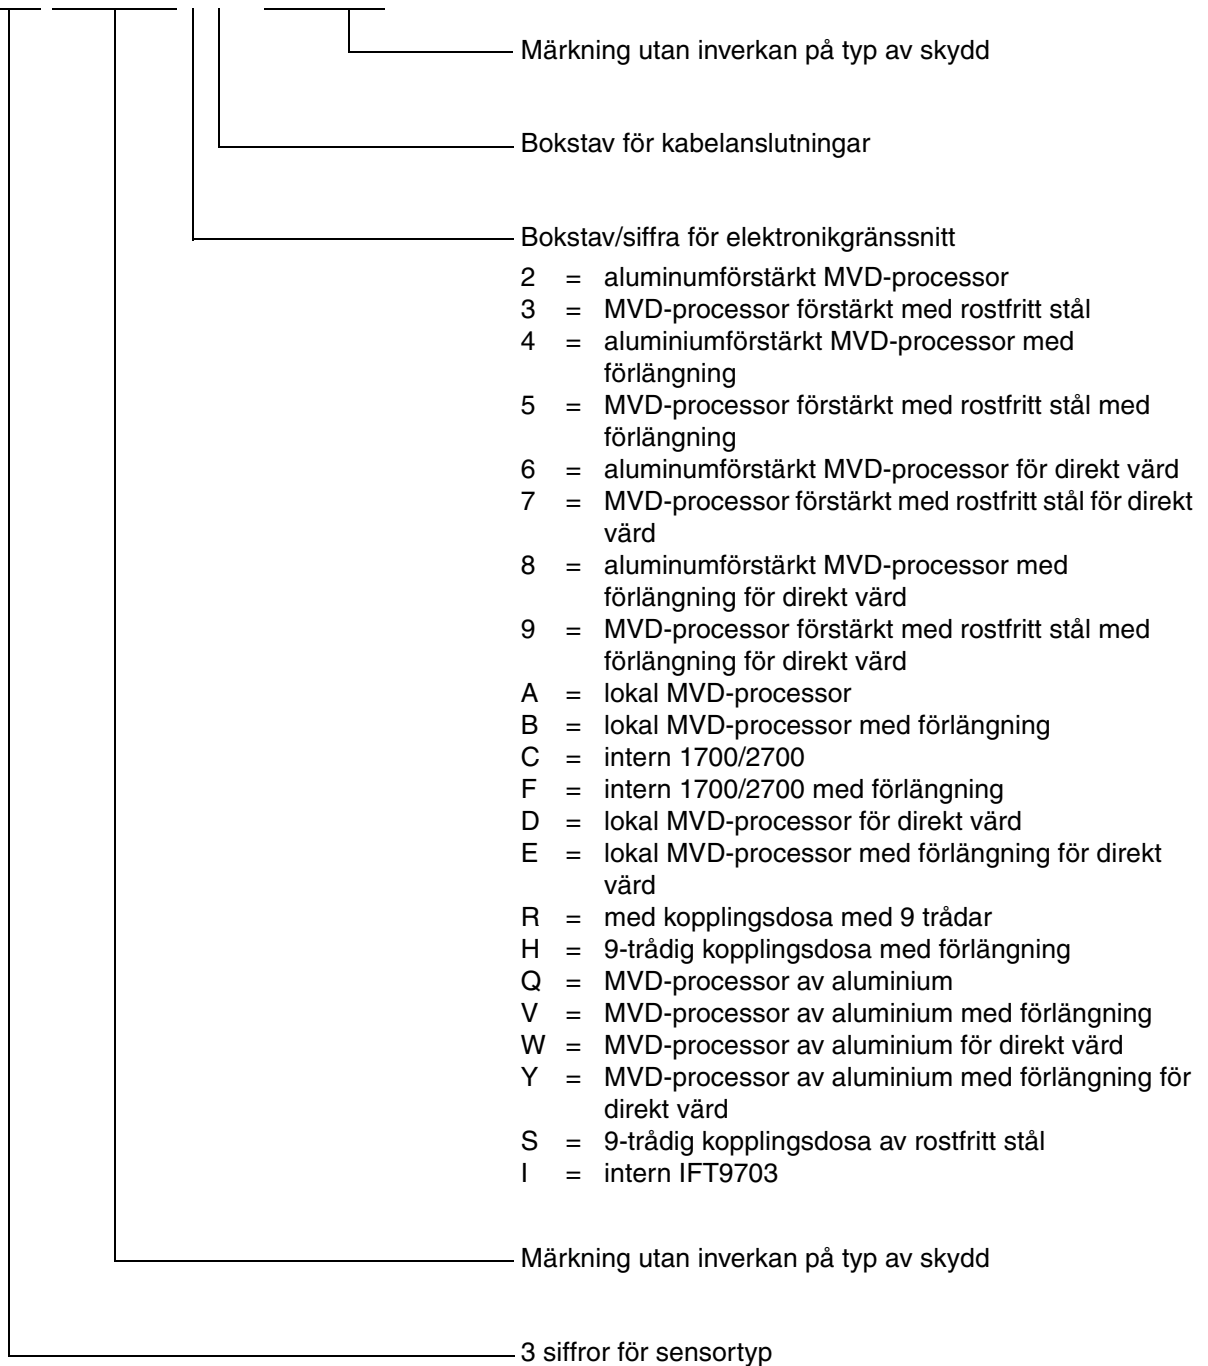 Märkning utan inverkan på typ av skydd
Bokstav för kabelanslutningar
Bokstav/siffra för elektronikgränssnitt
2 = aluminumförstärkt MVD-processor
3 = MVD-processor förstärkt med rostfritt stål
4 = aluminiumförstärkt MVD-processor med
förlängning
5 = MVD-processor förstärkt med rostfritt stål med
förlängning
6 = aluminumförstärkt MVD-processor för direkt värd
7 = MVD-processor förstärkt med rostfritt stål för direkt
värd
8 = aluminumförstärkt MVD-processor med
förlängning för direkt värd
9 = MVD-processor förstärkt med rostfritt stål med
förlängning för direkt värd
A = lokal MVD-processor
B = lokal MVD-processor med förlängning
C = intern 1700/2700
F = intern 1700/2700 med förlängning
D = lokal MVD-processor för direkt värd
E = lokal MVD-processor med förlängning för direkt
värd
R = med kopplingsdosa med 9 trådar
H = 9-trådig kopplingsdosa med förlängning
Q = MVD-processor av aluminium
V = MVD-processor av aluminium med förlängning
W = MVD-processor av aluminium för direkt värd
Y = MVD-processor av aluminium med förlängning för
direkt värd
S = 9-trådig kopplingsdosa av rostfritt stål
I = intern IFT9703
Märkning utan inverkan på typ av skydd
3 siffror för sensortyp